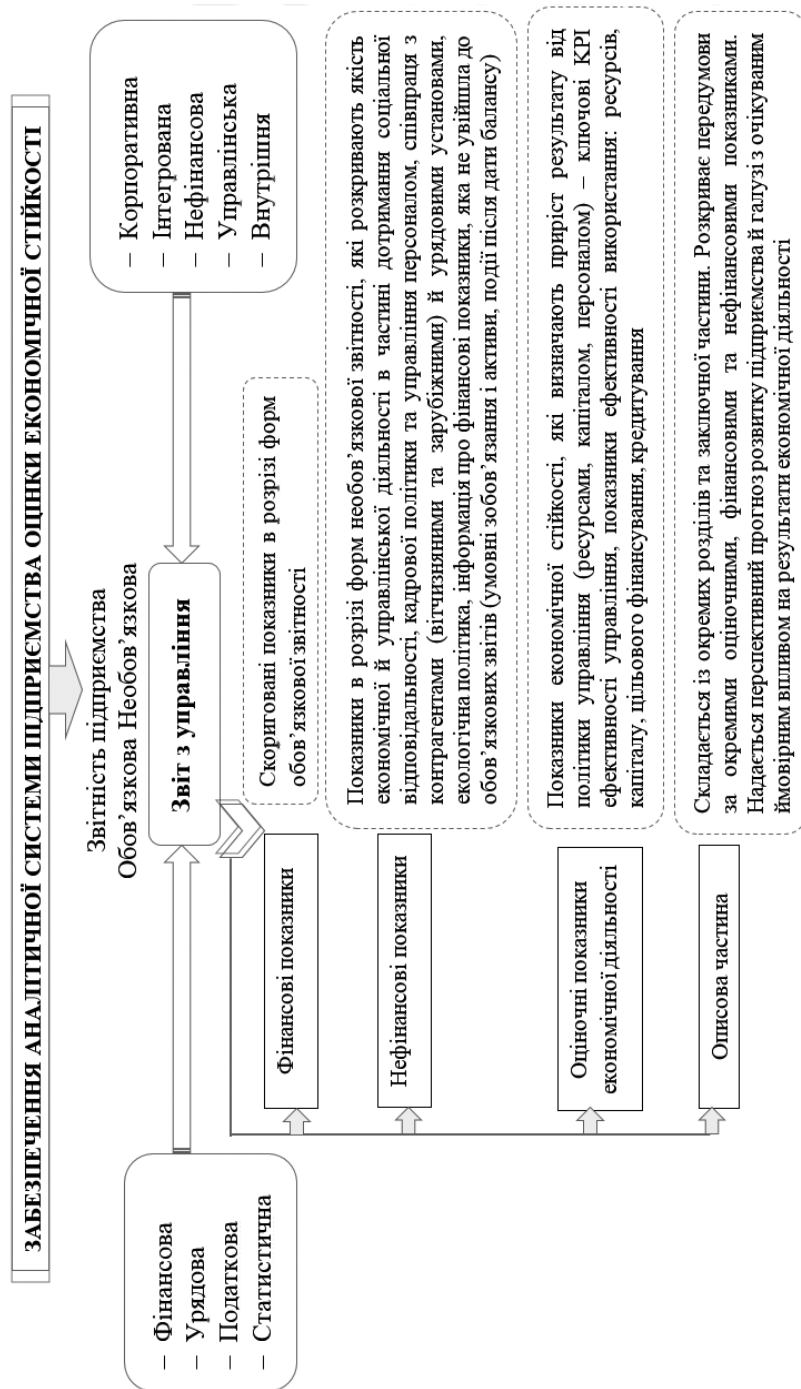 ЗАБЕЗПЕЧЕННЯ АНАЛІТИЧНОЇ СИСТЕМИ ПІДПРИЄМСТВА ОЦІНКИ ЕКОНОМІЧНОЇ СТІЙКОСТІ
Звітність підприємства
Обов’язкова Необов’язкова
– Фінансова
– Урядова
– Податкова
– Статистична
Звіт з управління
– Корпоративна
– Інтегрована
– Нефінансова
– Управлінська
– Внутрішня
Фінансові показники
Скориговані показники в розрізі форм
обов’язкової звітності
Нефінансові показники
Показники в розрізі форм необов’язкової звітності, які розкривають якість
економічної й управлінської діяльності в частині дотримання соціальної
відповідальності, кадрової політики та управління персоналом, співпраця з
контрагентами (вітчизняними та зарубіжними) й урядовими установами,
екологічна політика, інформація про фінансові показники, яка не увійшла до
обов’язкових звітів (умовні зобов’язання і активи, події після дати балансу)
Оціночні показники
економічної діяльності
Показники економічної стійкості, які визначають приріст результату від
політики управління (ресурсами, капіталом, персоналом) – ключові KPI
ефективності управління, показники ефективності використання: ресурсів,
капіталу, цільового фінансування, кредитування
Описова частина
Складається із окремих розділів та заключної частини. Розкриває передумови
за окремими оціночними, фінансовими та нефінансовими показниками.
Надається перспективний прогноз розвитку підприємства й галузі з очікуваним
ймовірним впливом на результати економічної діяльності